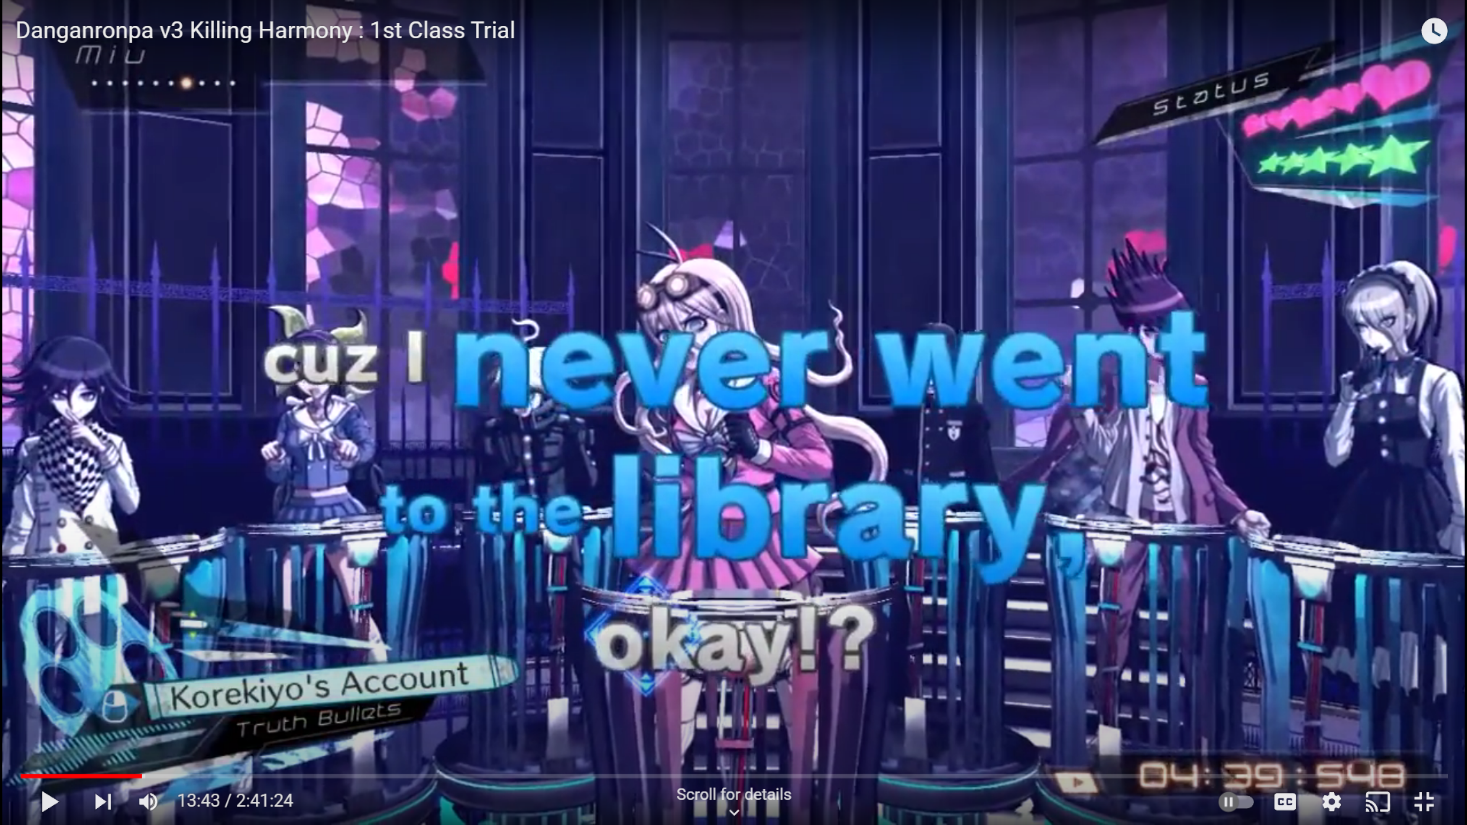 Danganronpa v3 Killing Harmony : 1st Class Trial
Miu
Status
cuz I never went
to the library,
okay!?
Korekiyo's Account
Truth Bullets
04:39:548
13:43 / 2:41:24
Scroll for details
CC